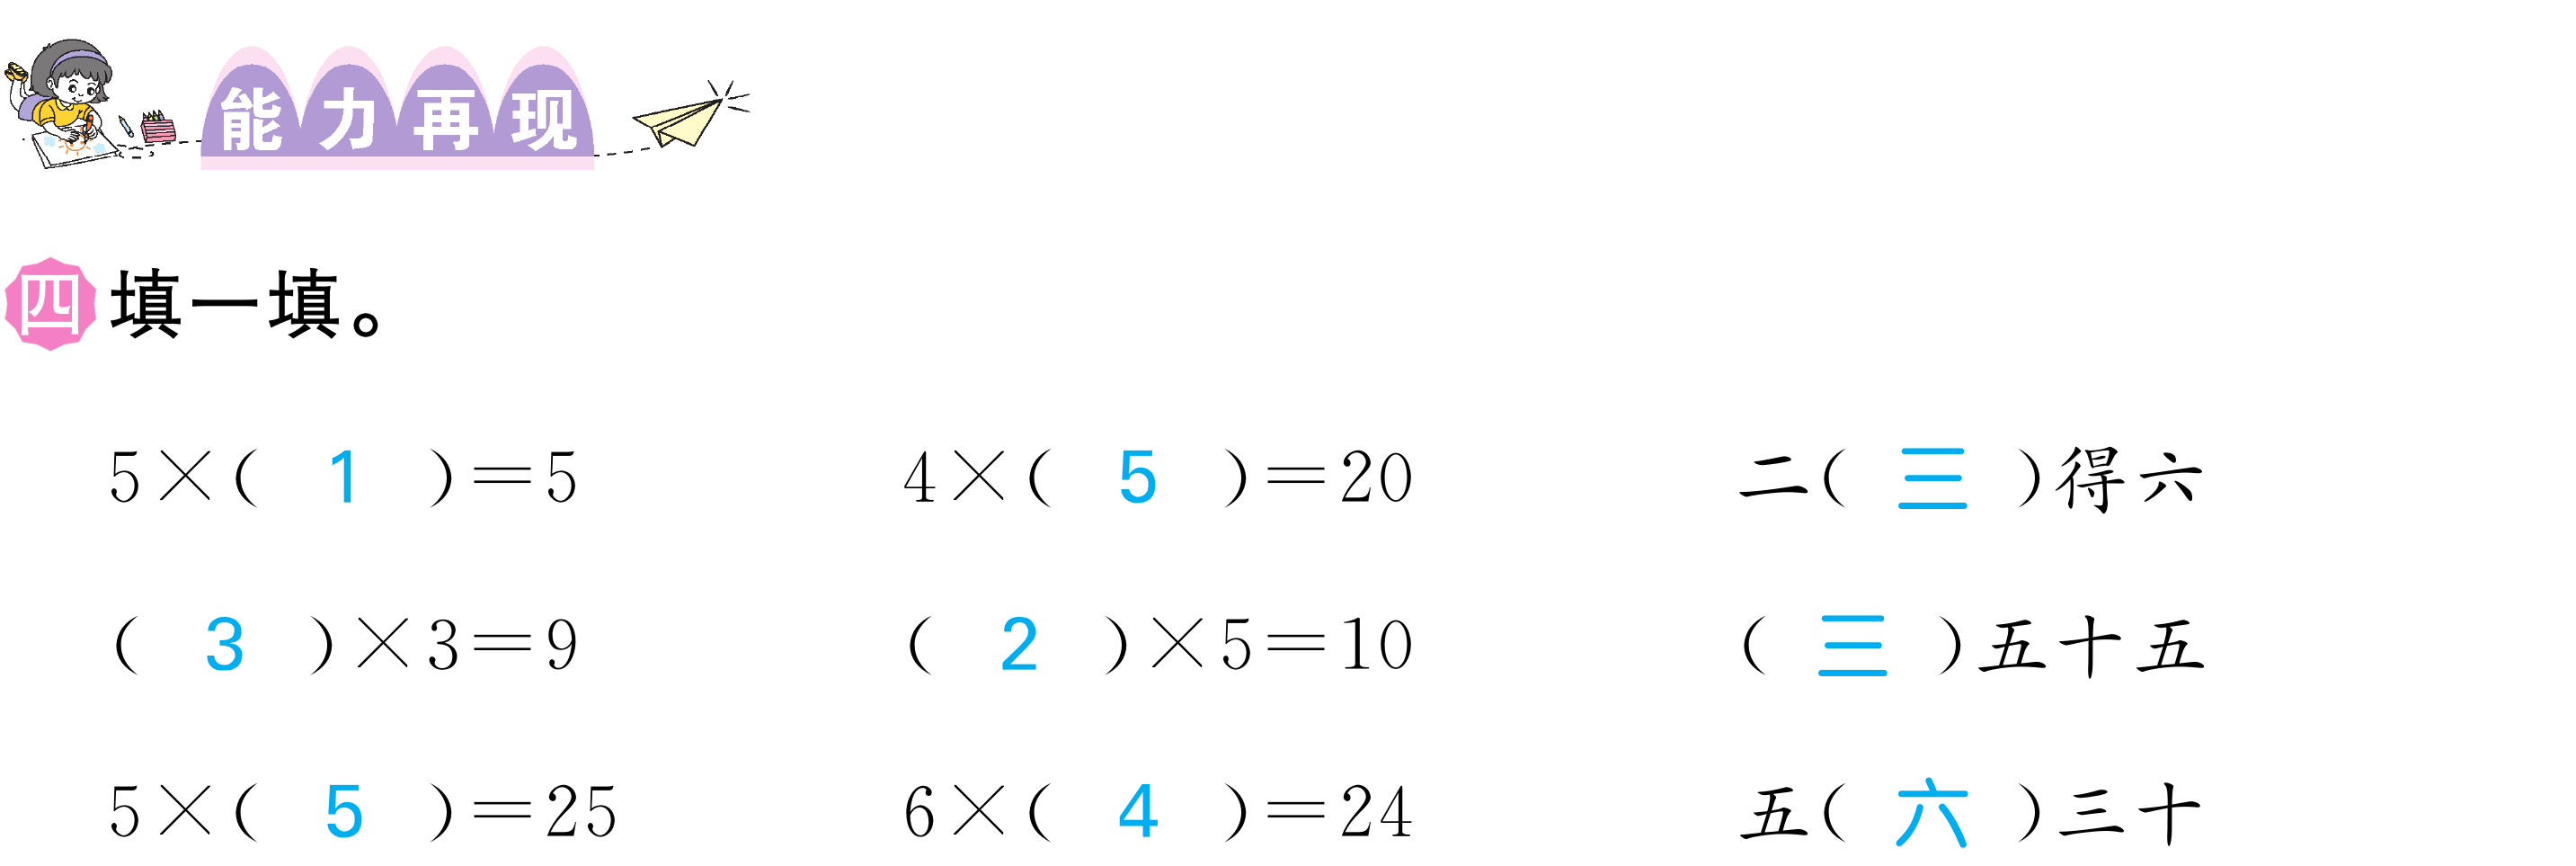 能力再现
四 填一填。
5×( 1 )=5 4×( 5 )=20 二( 三 )得六
( 3 )×3=9 ( 2 )×5=10 ( 三 )五十五
5×( 5 )=25 6×( 4 )=24 五( 六 )三十